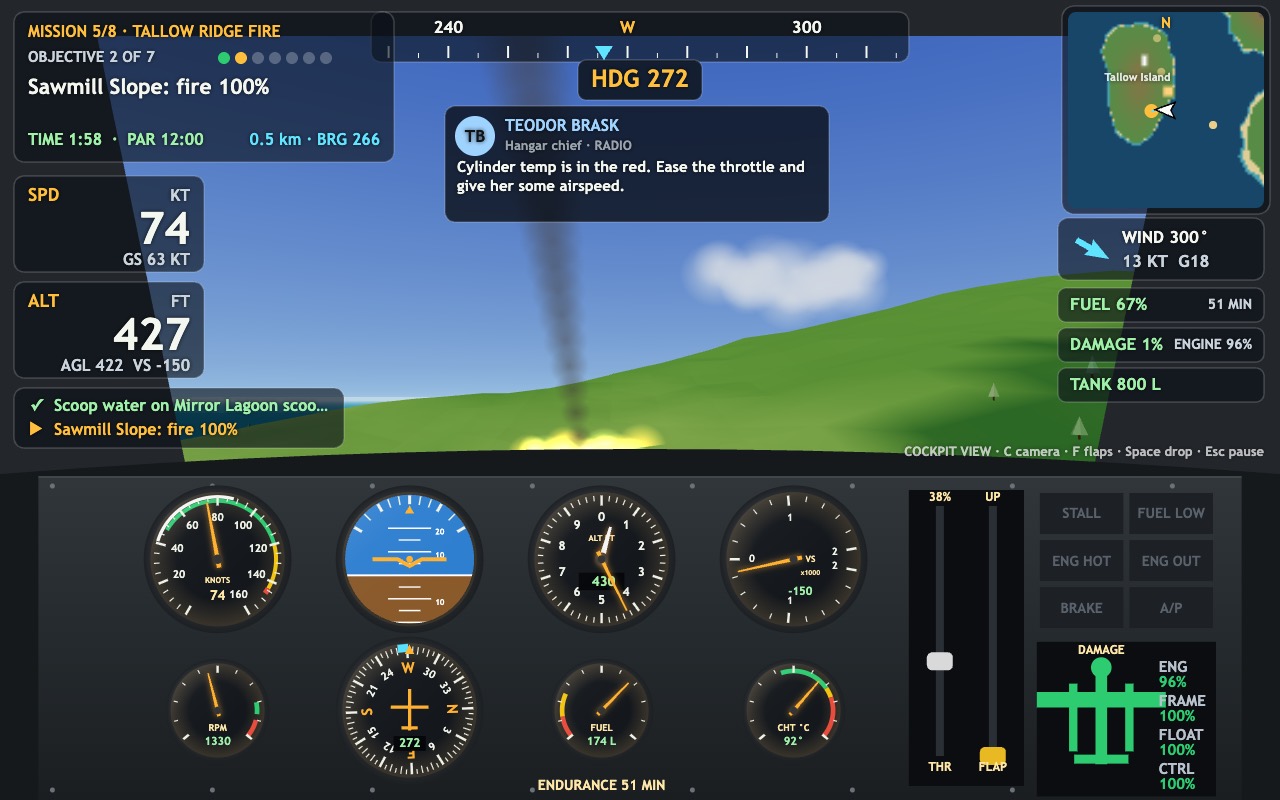 MISSION 5/8 · TALLOW RIDGE FIRE
OBJECTIVE 2 OF 7
Sawmill Slope: fire 100%
TIME 1:58 · PAR 12:00 0.5 km · BRG 266
240 W 300
HDG 272
TB TEODOR BRASK
Hangar chief · RADIO
Cylinder temp is in the red. Ease the throttle and
give her some airspeed.
N
Tallow Island
SPD KT
74
GS 63 KT
ALT FT
427
AGL 422 VS -150
✓ Scoop water on Mirror Lagoon scoo...
▶ Sawmill Slope: fire 100%
WIND 300°
13 KT G18
FUEL 67% 51 MIN
DAMAGE 1% ENGINE 96%
TANK 800 L
COCKPIT VIEW · C camera · F flaps · Space drop · Esc pause
20 40 60 80 100 120 140 160
KNOTS
74
20
10
10
0 1 2 3 4 5 6 7 8 9
ALT FT
430
1
0 2
2
1
VS
x1000
-150
38% UP
THR FLAP
STALL FUEL LOW
ENG HOT ENG OUT
BRAKE A/P
RPM
1330
W 30 33 N 3 6 E 12 S 21 24
272
FUEL
174 L
CHT °C
92°
DAMAGE
ENG
96%
FRAME
100%
FLOAT
100%
CTRL
100%
ENDURANCE 51 MIN